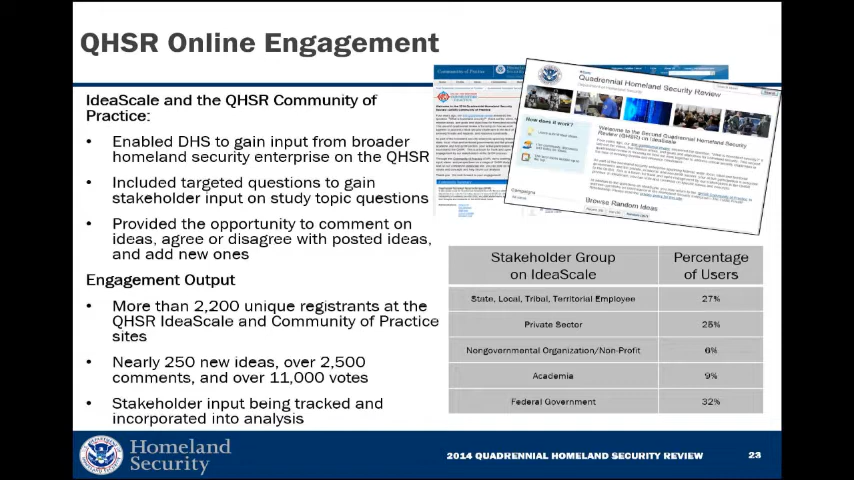 QHSR Online Engagement
IdeaScale and the QHSR Community of
Practice:
• Enabled DHS to gain input from broader
homeland security enterprise on the QHSR
• Included targeted questions to gain
stakeholder input on study topic questions
• Provided the opportunity to comment on
ideas, agree or disagree with posted ideas,
and add new ones
Engagement Output
• More than 2,200 unique registrants at the
QHSR IdeaScale and Community of Practice
sites
• Nearly 250 new ideas, over 2,500
comments, and over 11,000 votes
• Stakeholder input being tracked and
incorporated into analysis
Quadrennial Homeland Security Review
How does it work?
Welcome to the Second Quadrennial Homeland Security
Review (QHSR) on IdeaScale
Campaigns
Browse Random Ideas
Stakeholder Group
on IdeaScale
Percentage
of Users
State, Local, Tribal, Territorial Employee 27%
Private Sector 25%
Nongovernmental Organization/Non-Profit 6%
Academia 9%
Federal Government 32%
Homeland
Security
2014 QUADRENNIAL HOMELAND SECURITY REVIEW 23